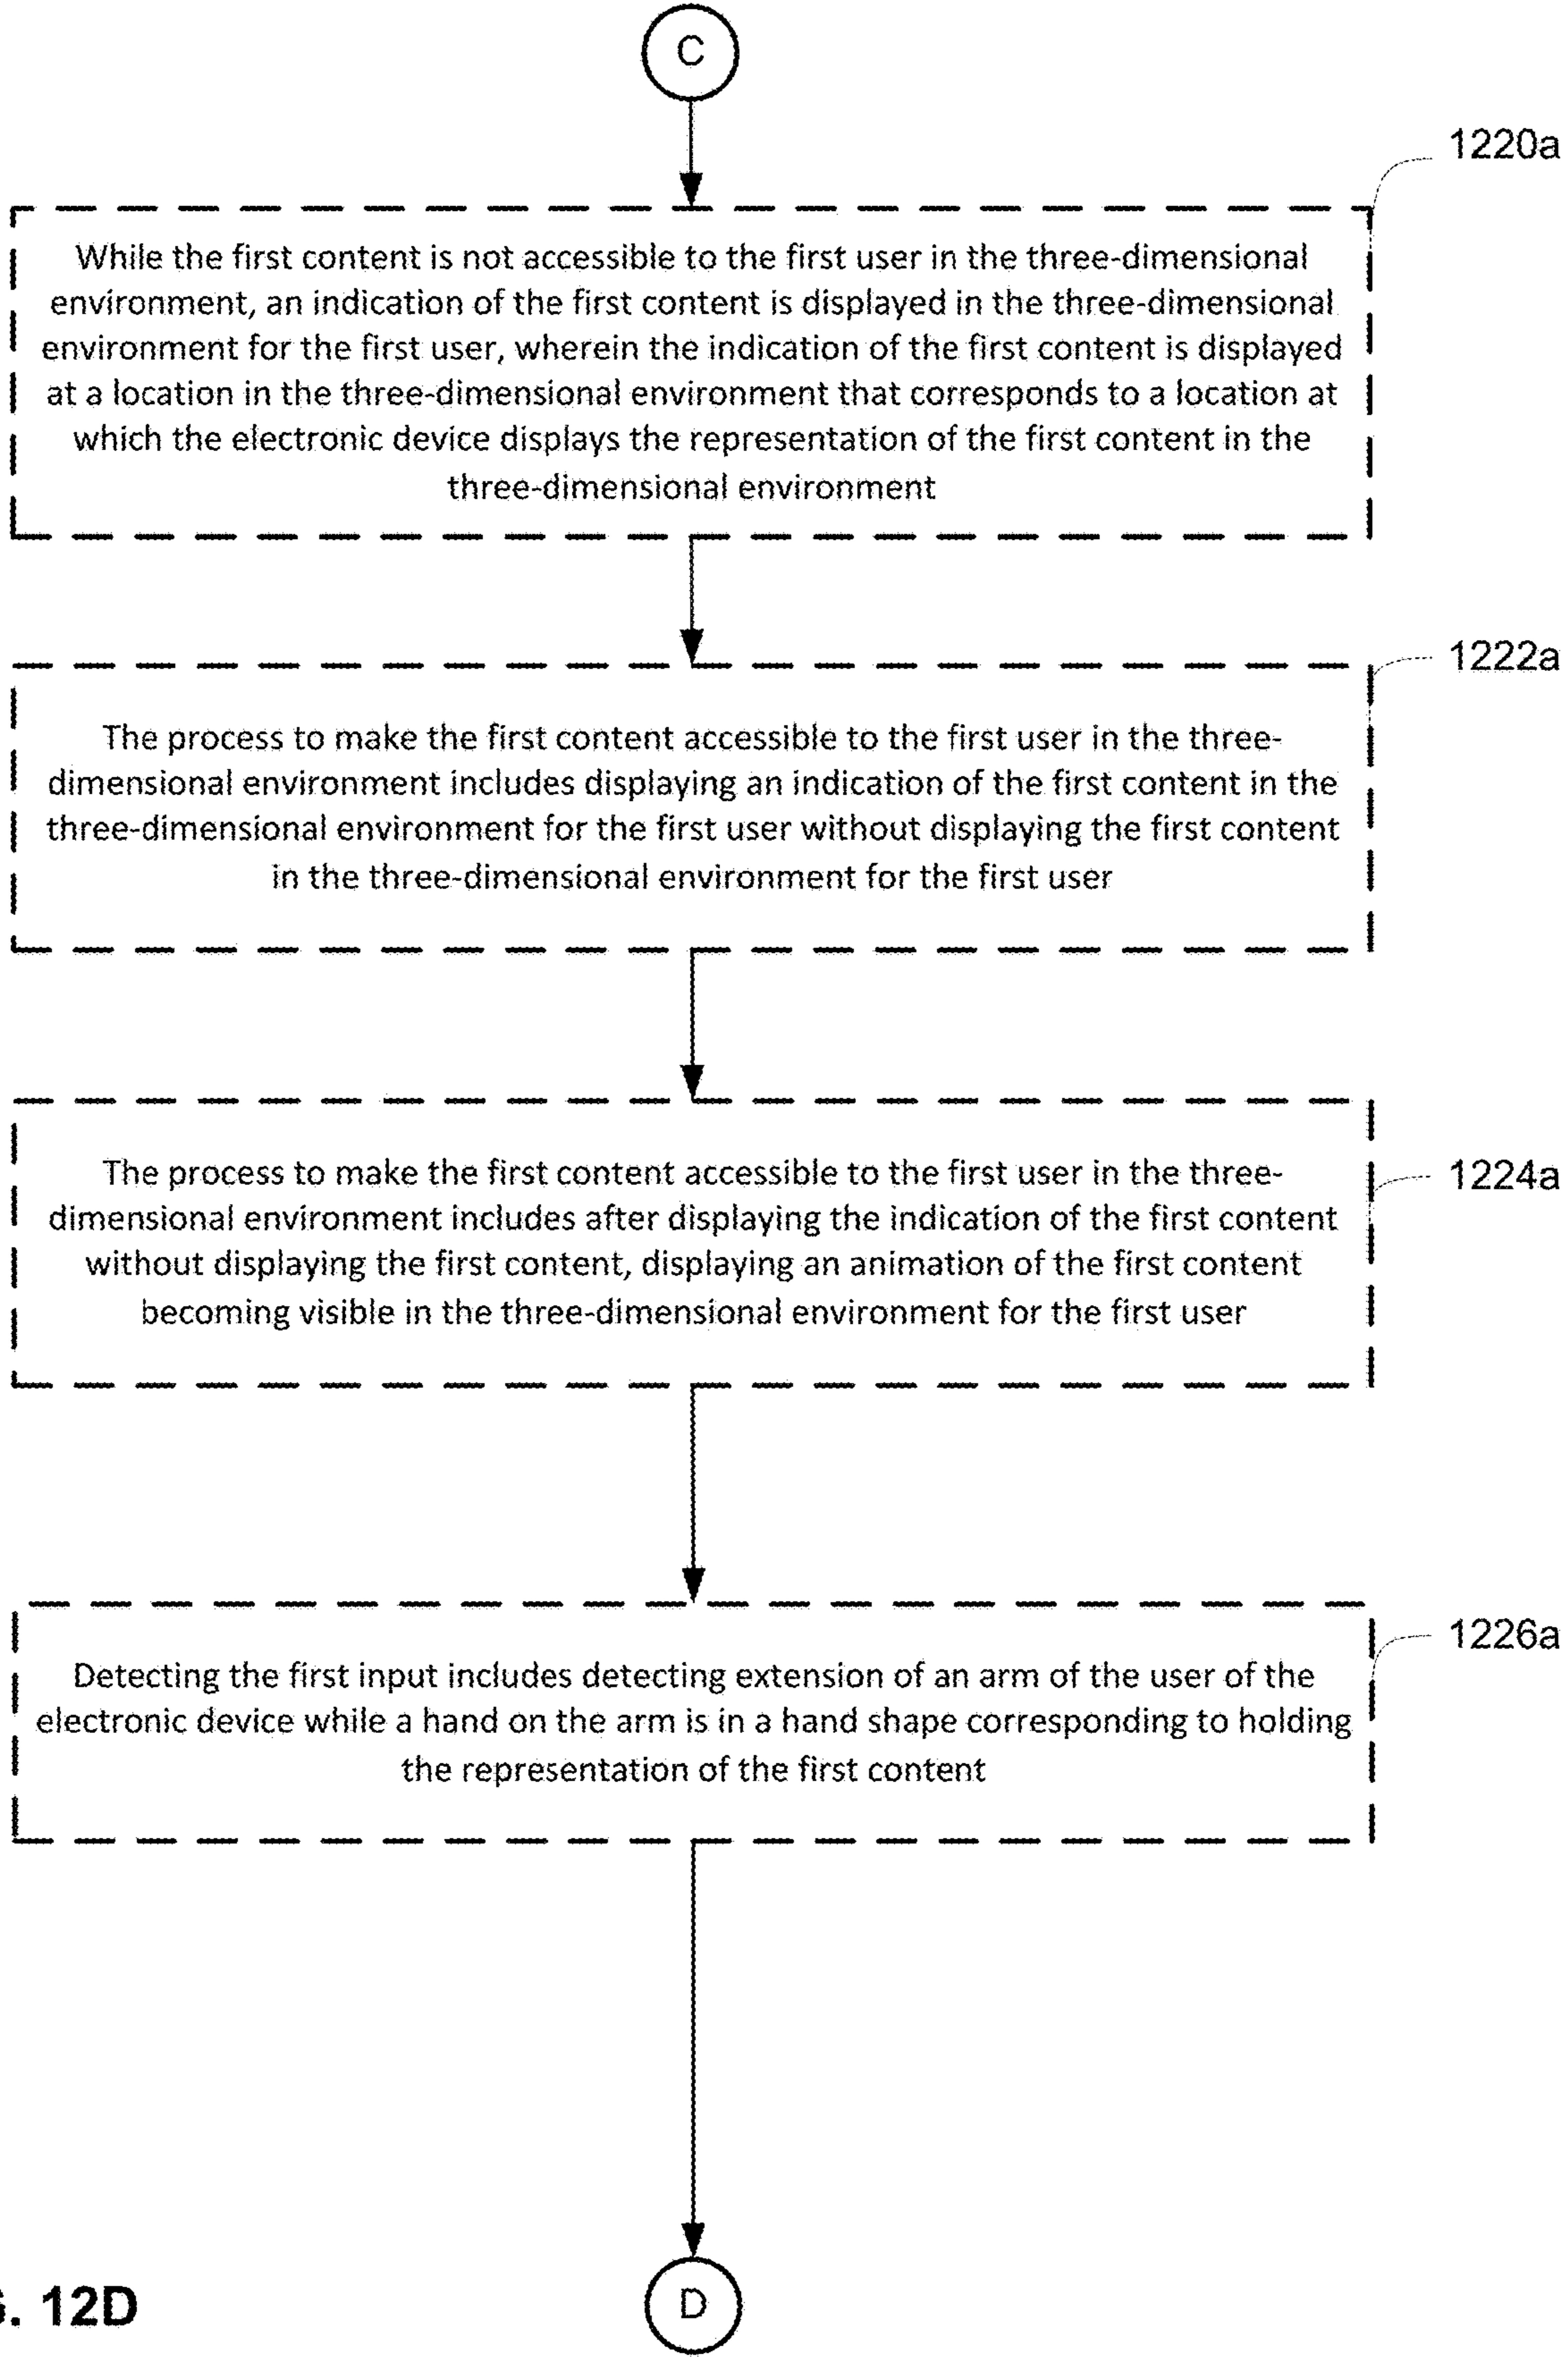 C
1220a
While the first content is not accessible to the first user in the three-dimensional
environment, an indication of the first content is displayed in the three-dimensional
environment for the first user, wherein the indication of the first content is displayed
at a location in the three-dimensional environment that corresponds to a location at
which the electronic device displays the representation of the first content in the
three-dimensional environment
1222a
The process to make the first content accessible to the first user in the three-
dimensional environment includes displaying an indication of the first content in the
three-dimensional environment for the first user without displaying the first content
in the three-dimensional environment for the first user
1224a
The process to make the first content accessible to the first user in the three-
dimensional environment includes after displaying the indication of the first content
without displaying the first content, displaying an animation of the first content
becoming visible in the three-dimensional environment for the first user
1226a
Detecting the first input includes detecting extension of an arm of the user of the
electronic device while a hand on the arm is in a hand shape corresponding to holding
the representation of the first content
D
. 12D